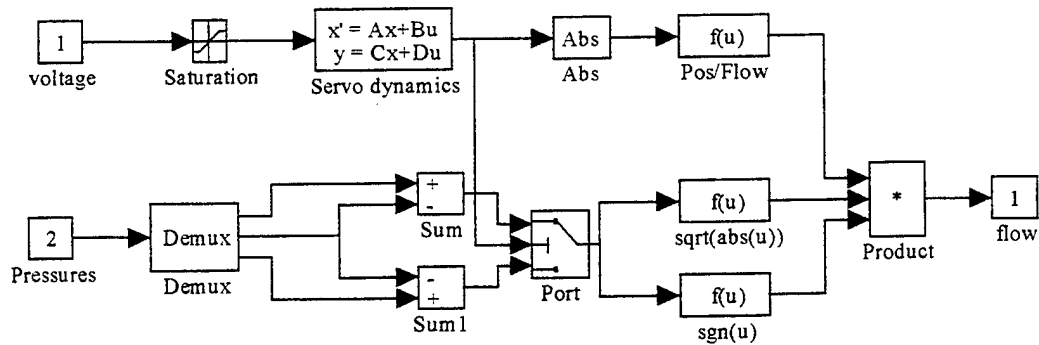 1
voltage
Saturation
x' = Ax+Bu
y = Cx+Du
Servo dynamics
Abs
Abs
f(u)
Pos/Flow
2
Pressures
Demux
Demux
+
-
Sum
-
+
Sum1
Port
f(u)
sqrt(abs(u))
f(u)
sgn(u)
*
Product
1
flow